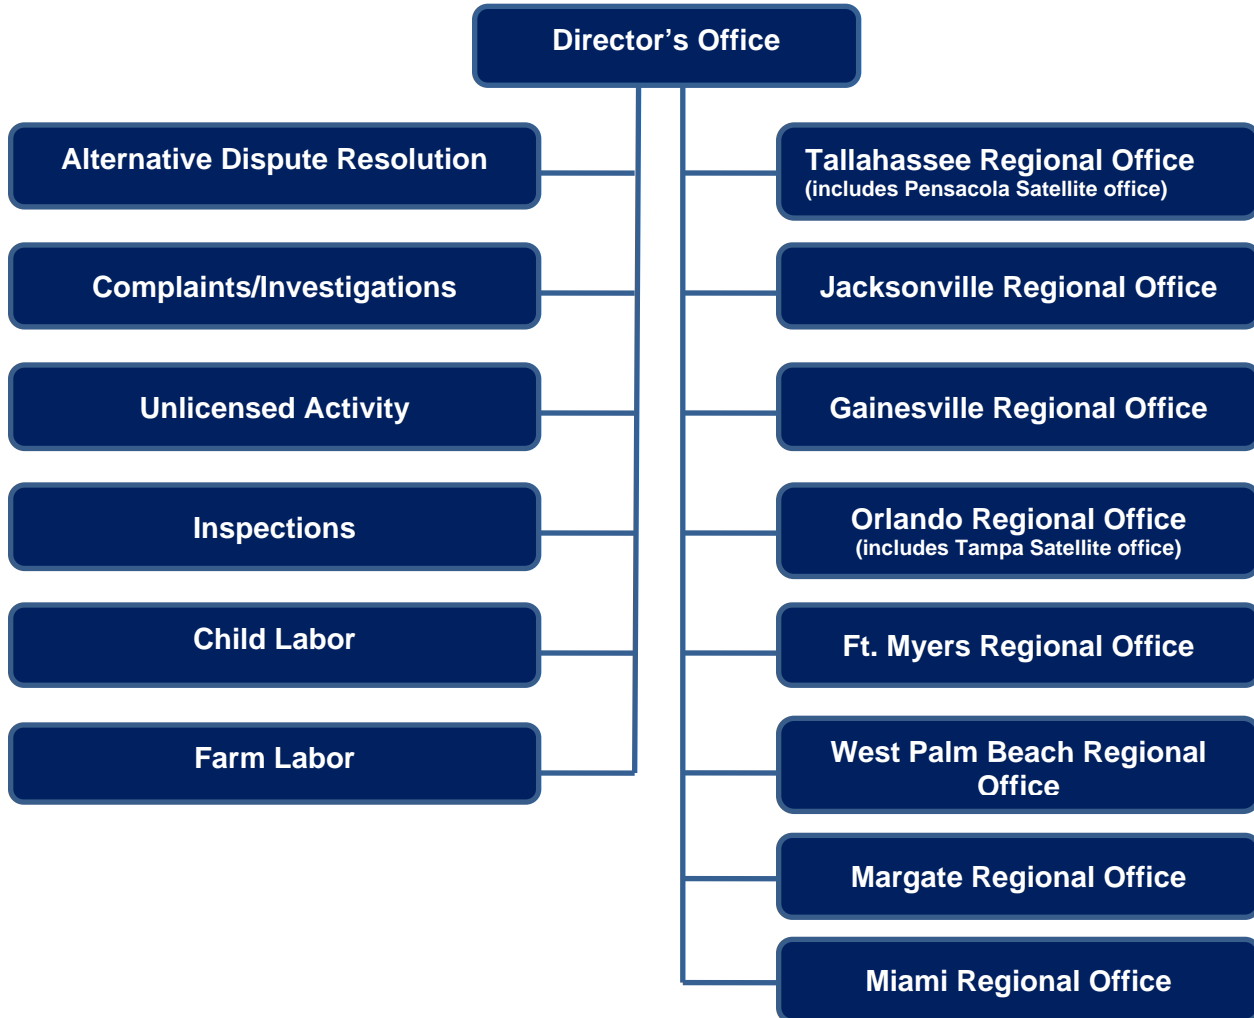 Director’s Office
Alternative Dispute Resolution
Complaints/Investigations
Unlicensed Activity
Inspections
Child Labor
Farm Labor
Tallahassee Regional Office
(includes Pensacola Satellite office)
Jacksonville Regional Office
Gainesville Regional Office
Orlando Regional Office
(includes Tampa Satellite office)
Ft. Myers Regional Office
West Palm Beach Regional
Office
Margate Regional Office
Miami Regional Office